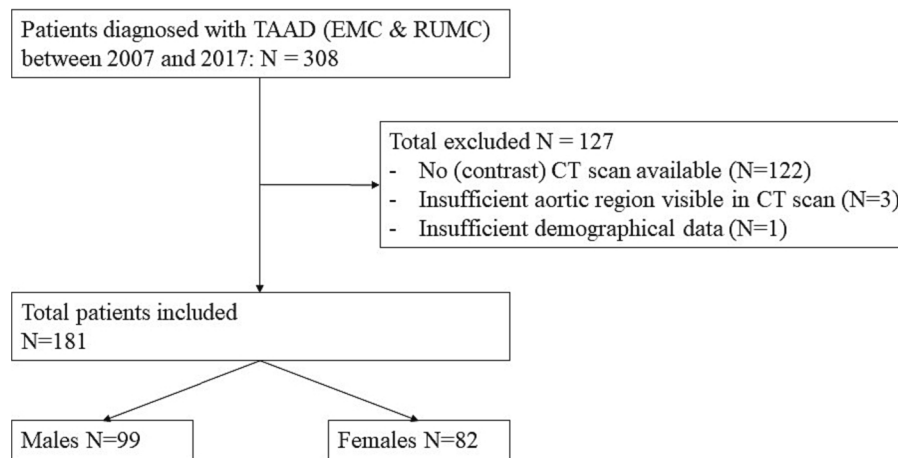 Patients diagnosed with TAAD (EMC & RUMC)
between 2007 and 2017: N = 308
Total excluded N = 127
- No (contrast) CT scan available (N=122)
- Insufficient aortic region visible in CT scan (N=3)
- Insufficient demographical data (N=1)
Total patients included
N=181
Males N=99
Females N=82